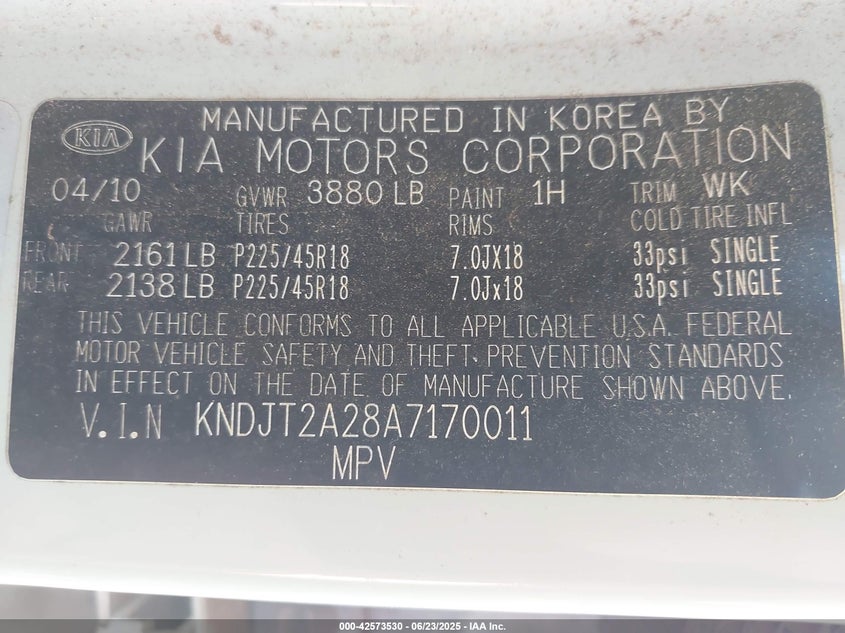 MANUFACTURED IN KOREA BY
KIA KIA MOTORS CORPORATION
04/10 GVWR 3880 LB PAINT 1H TRIM WK
GAWR TIRES RIMS COLD TIRE INFL
FRONT 2161 LB P225/45R18 7.0JX18 33psi SINGLE
REAR 2138 LB P225/45R18 7.0Jx18 33psi SINGLE
THIS VEHICLE CONFORMS TO ALL APPLICABLE U.S.A. FEDERAL
MOTOR VEHICLE SAFETY AND THEFT PREVENTION STANDARDS
IN EFFECT ON THE DATE OF MANUFACTURE SHOWN ABOVE.
V.I.N KNDJT2A28A7170011
MPV
000-42573530 - 06/23/2025 - IAA Inc.